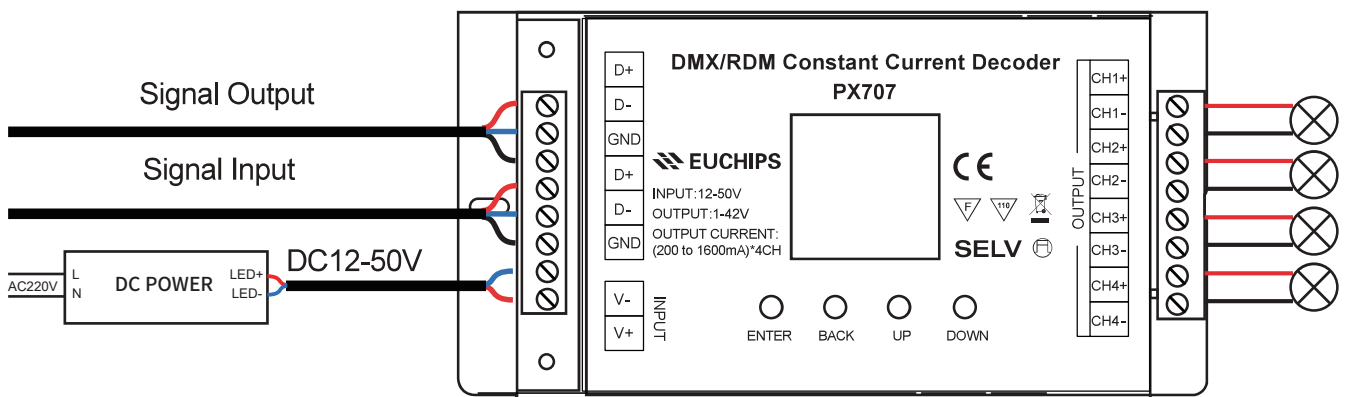 Signal Output
Signal Input
DC12-50V
AC220V
L
N
DC POWER
LED+
LED-
D+
D-
GND
D+
D-
GND
V-
V+
INPUT
DMX/RDM Constant Current Decoder
PX707
EUCHIPS
INPUT:12-50V
OUTPUT:1-42V
OUTPUT CURRENT:
(200 to 1600mA)*4CH
CE
F
110
SELV
ENTER
BACK
UP
DOWN
OUTPUT
CH1+
CH1-
CH2+
CH2-
CH3+
CH3-
CH4+
CH4-